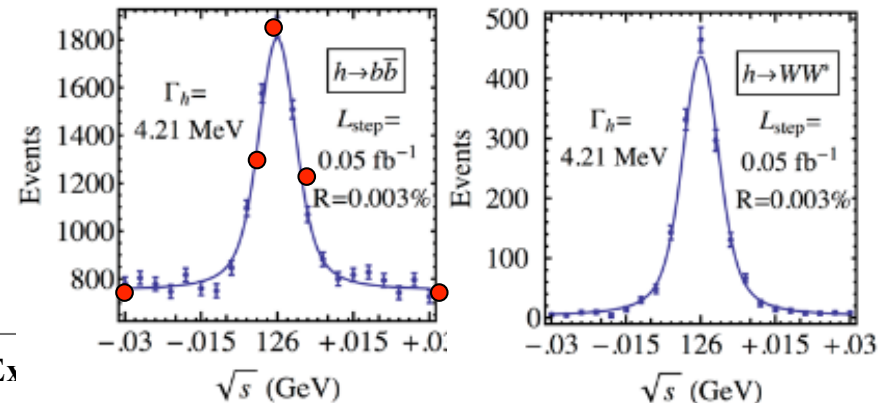 1800
1600
1400
1200
1000
800
Events
Γh=
4.21 MeV
h→bb̅
Lstep=
0.05 fb⁻¹
R=0.003%
−.03 −.015 126 +.015 +.0
√s (GeV)
500
400
300
200
100
0
Events
Γh=
4.21 MeV
h→WW*
Lstep=
0.05 fb⁻¹
R=0.003%
−.03 −.015 126 +.015 +.03
√s (GeV)